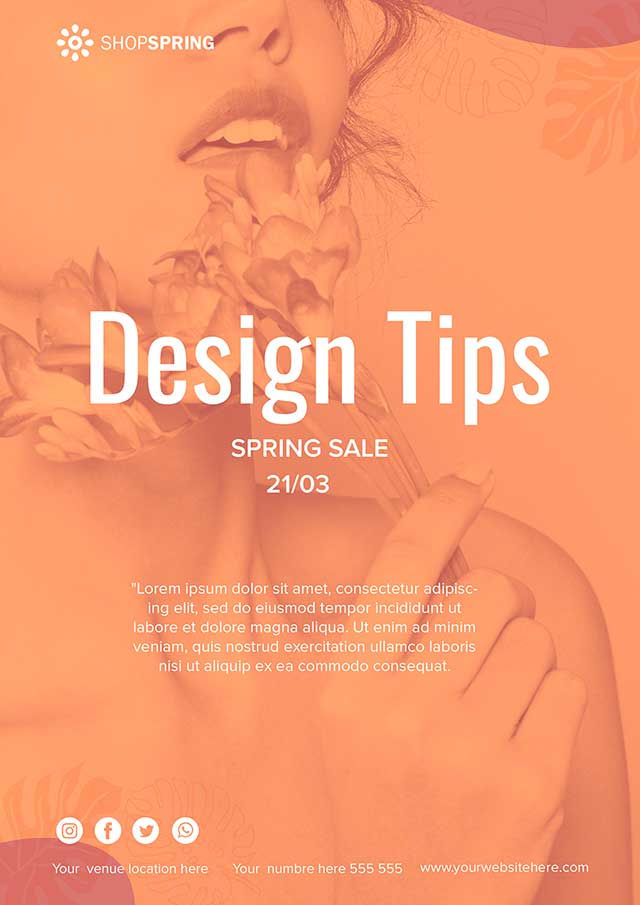 SHOPSPRING
Design Tips
SPRING SALE
21/03
"Lorem ipsum dolor sit amet, consectetur adipisc-
ing elit, sed do eiusmod tempor incididunt ut
labore et dolore magna aliqua. Ut enim ad minim
veniam, quis nostrud exercitation ullamco laboris
nisi ut aliquip ex ea commodo consequat.
Your venue location here Your numbre here 555 555 www.yourwebsitehere.com